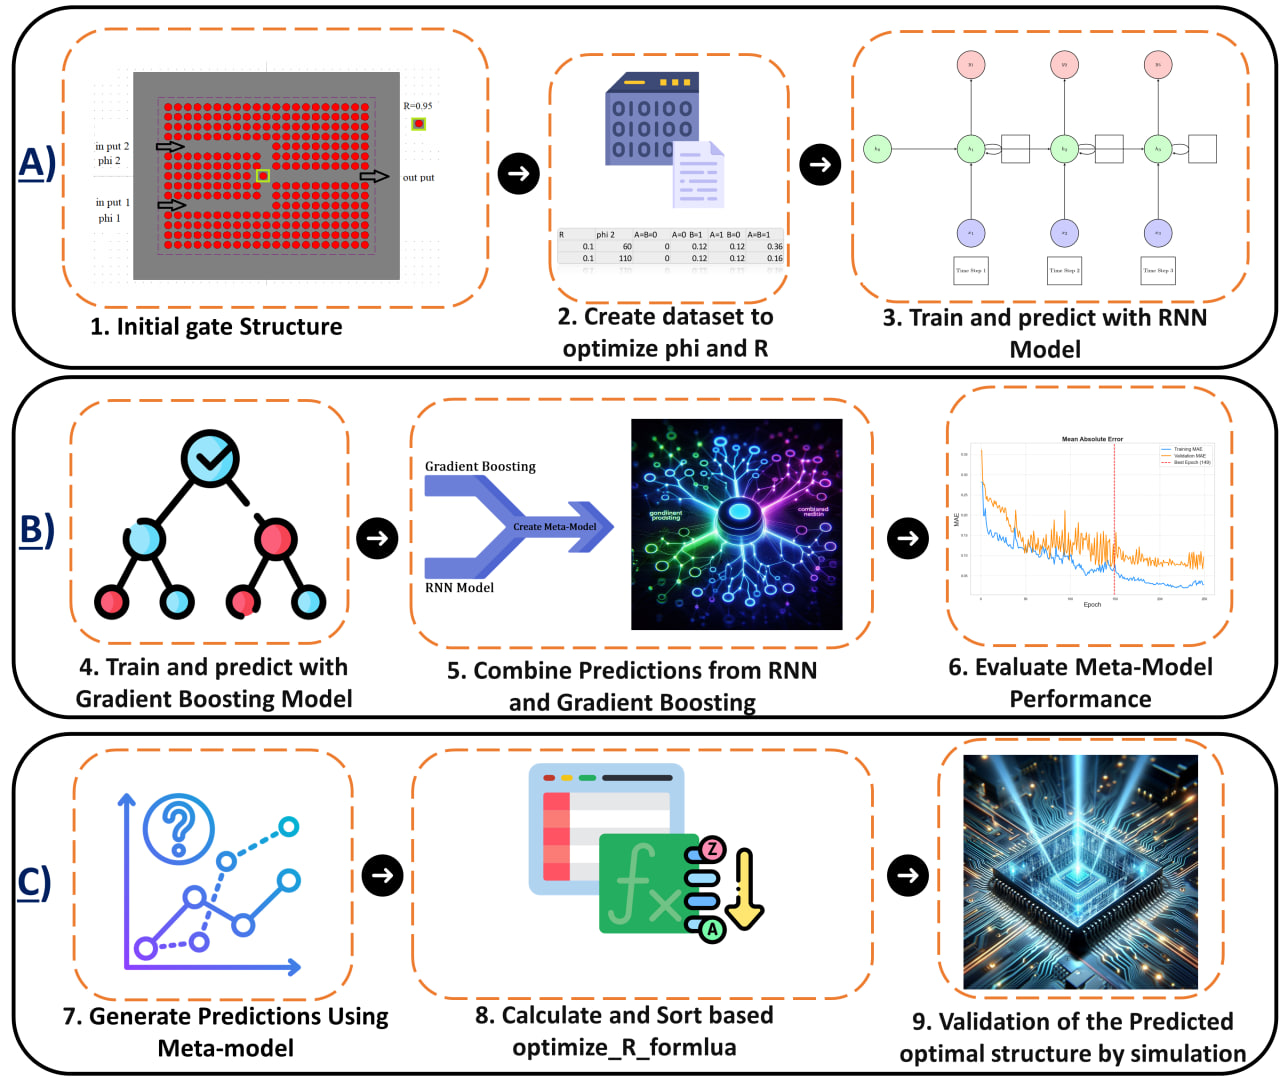 A)
in put 2
phi 2
in put 1
phi 1
R=0.95
out put
1. Initial gate Structure
010100
010100
010100
R phi 2 A=B=0 A=0 B=1 A=1 B=0 A=B=1
0.1 60 0 0.12 0.12 0.36
0.1 110 0 0.12 0.12 0.16
2. Create dataset to
optimize phi and R
Time Step 1
Time Step 2
Time Step 3
3. Train and predict with RNN
Model
B)
4. Train and predict with
Gradient Boosting Model
Gradient Boosting
Create Meta-Model
RNN Model
5. Combine Predictions from RNN
and Gradient Boosting
Mean Absolute Error
Training MAE
Validation MAE
Best Epoch (149)
MAE
Epoch
6. Evaluate Meta-Model
Performance
C)
?
7. Generate Predictions Using
Meta-model
fx
Z
A
8. Calculate and Sort based
optimize_R_formlua
9. Validation of the Predicted
optimal structure by simulation